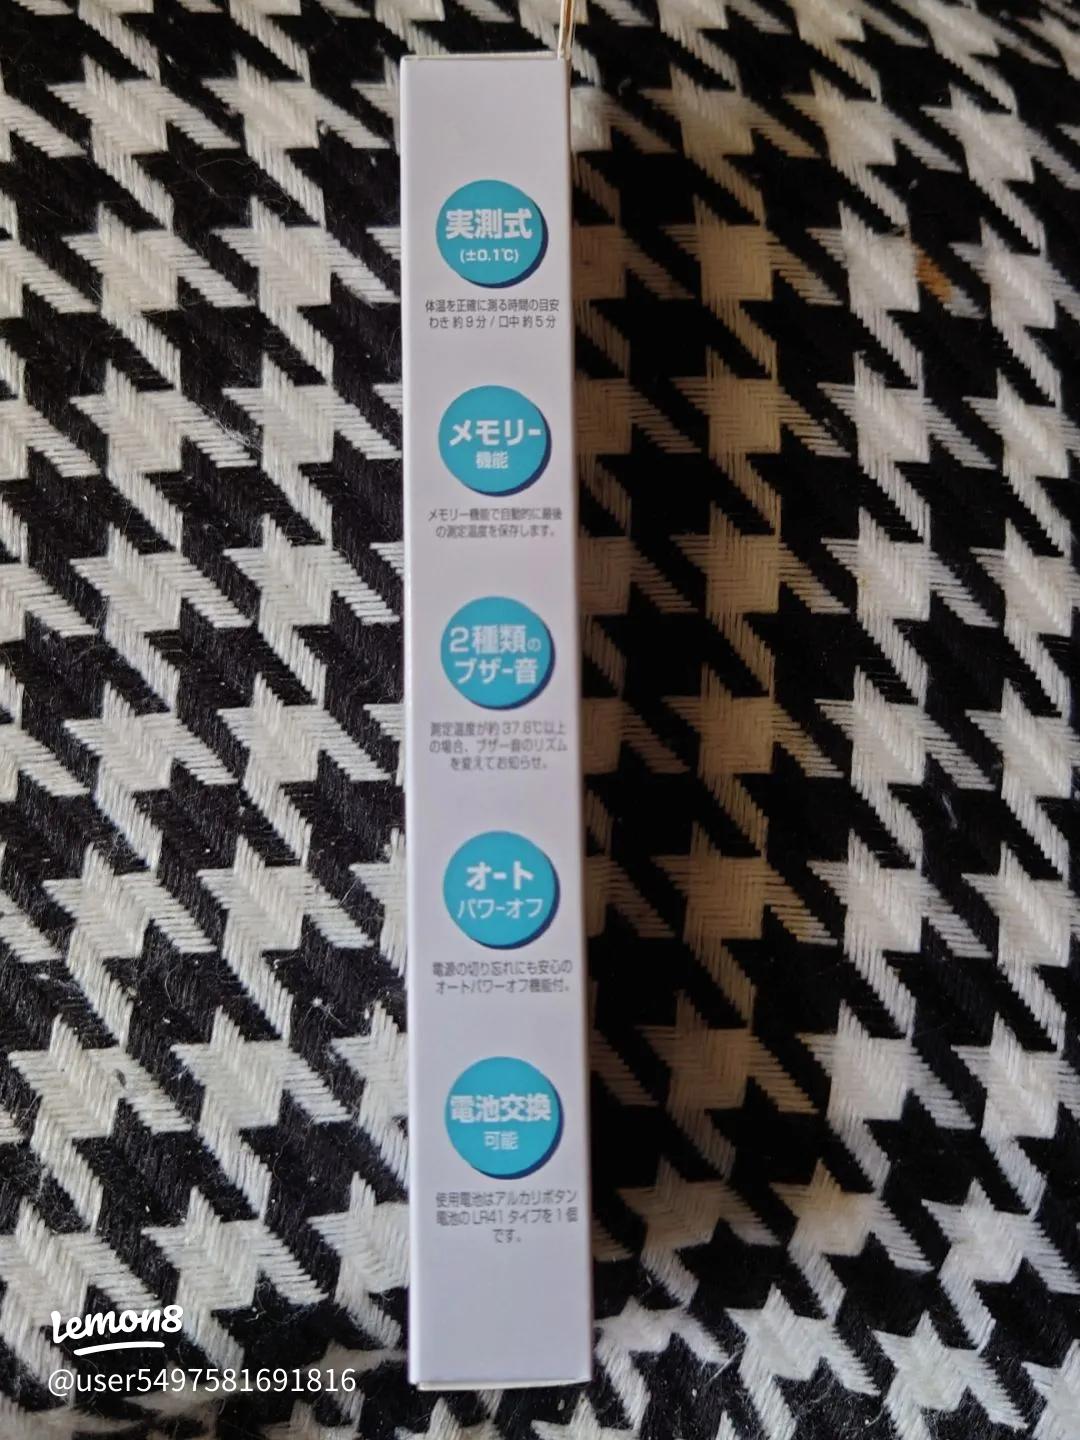 実測式
(±0.1℃)
体温を正確に測る時間の目安
わき 約9分 / 口中 約5分
メモリー
機能
メモリー機能で自動的に最後
の測定温度を保存します。
2種類の
ブザー音
測定温度が約37.8℃以上
の場合、ブザー音のリズム
を変えてお知らせ。
オート
パワーオフ
電源の切り忘れにも安心の
オートパワーオフ機能付。
電池交換
可能
使用電池はアルカリボタン
電池のLR41タイプを1個
です。
Lemon8
@user5497581691816